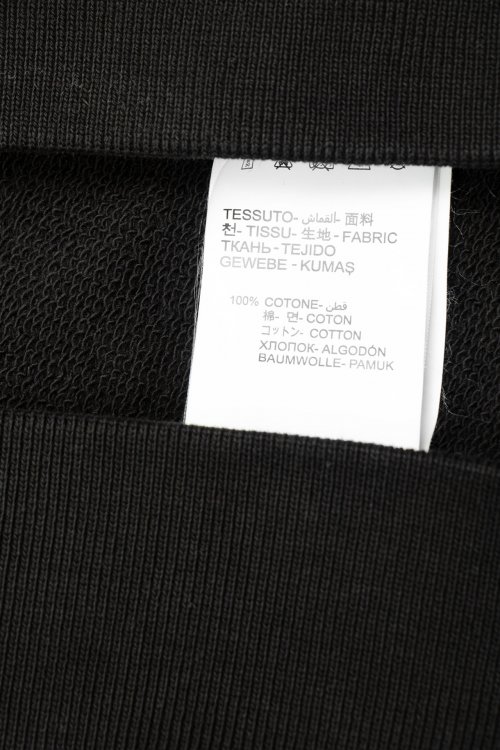 TESSUTO- القماش- 面料
천- TISSU- 生地 - FABRIC
ТКАНЬ - TEJIDO
GEWEBE - KUMAŞ
100% COTONE- قطن
棉- 면- COTON
コットン- COTTON
ХЛОПОК- ALGODÓN
BAUMWOLLE- PAMUK